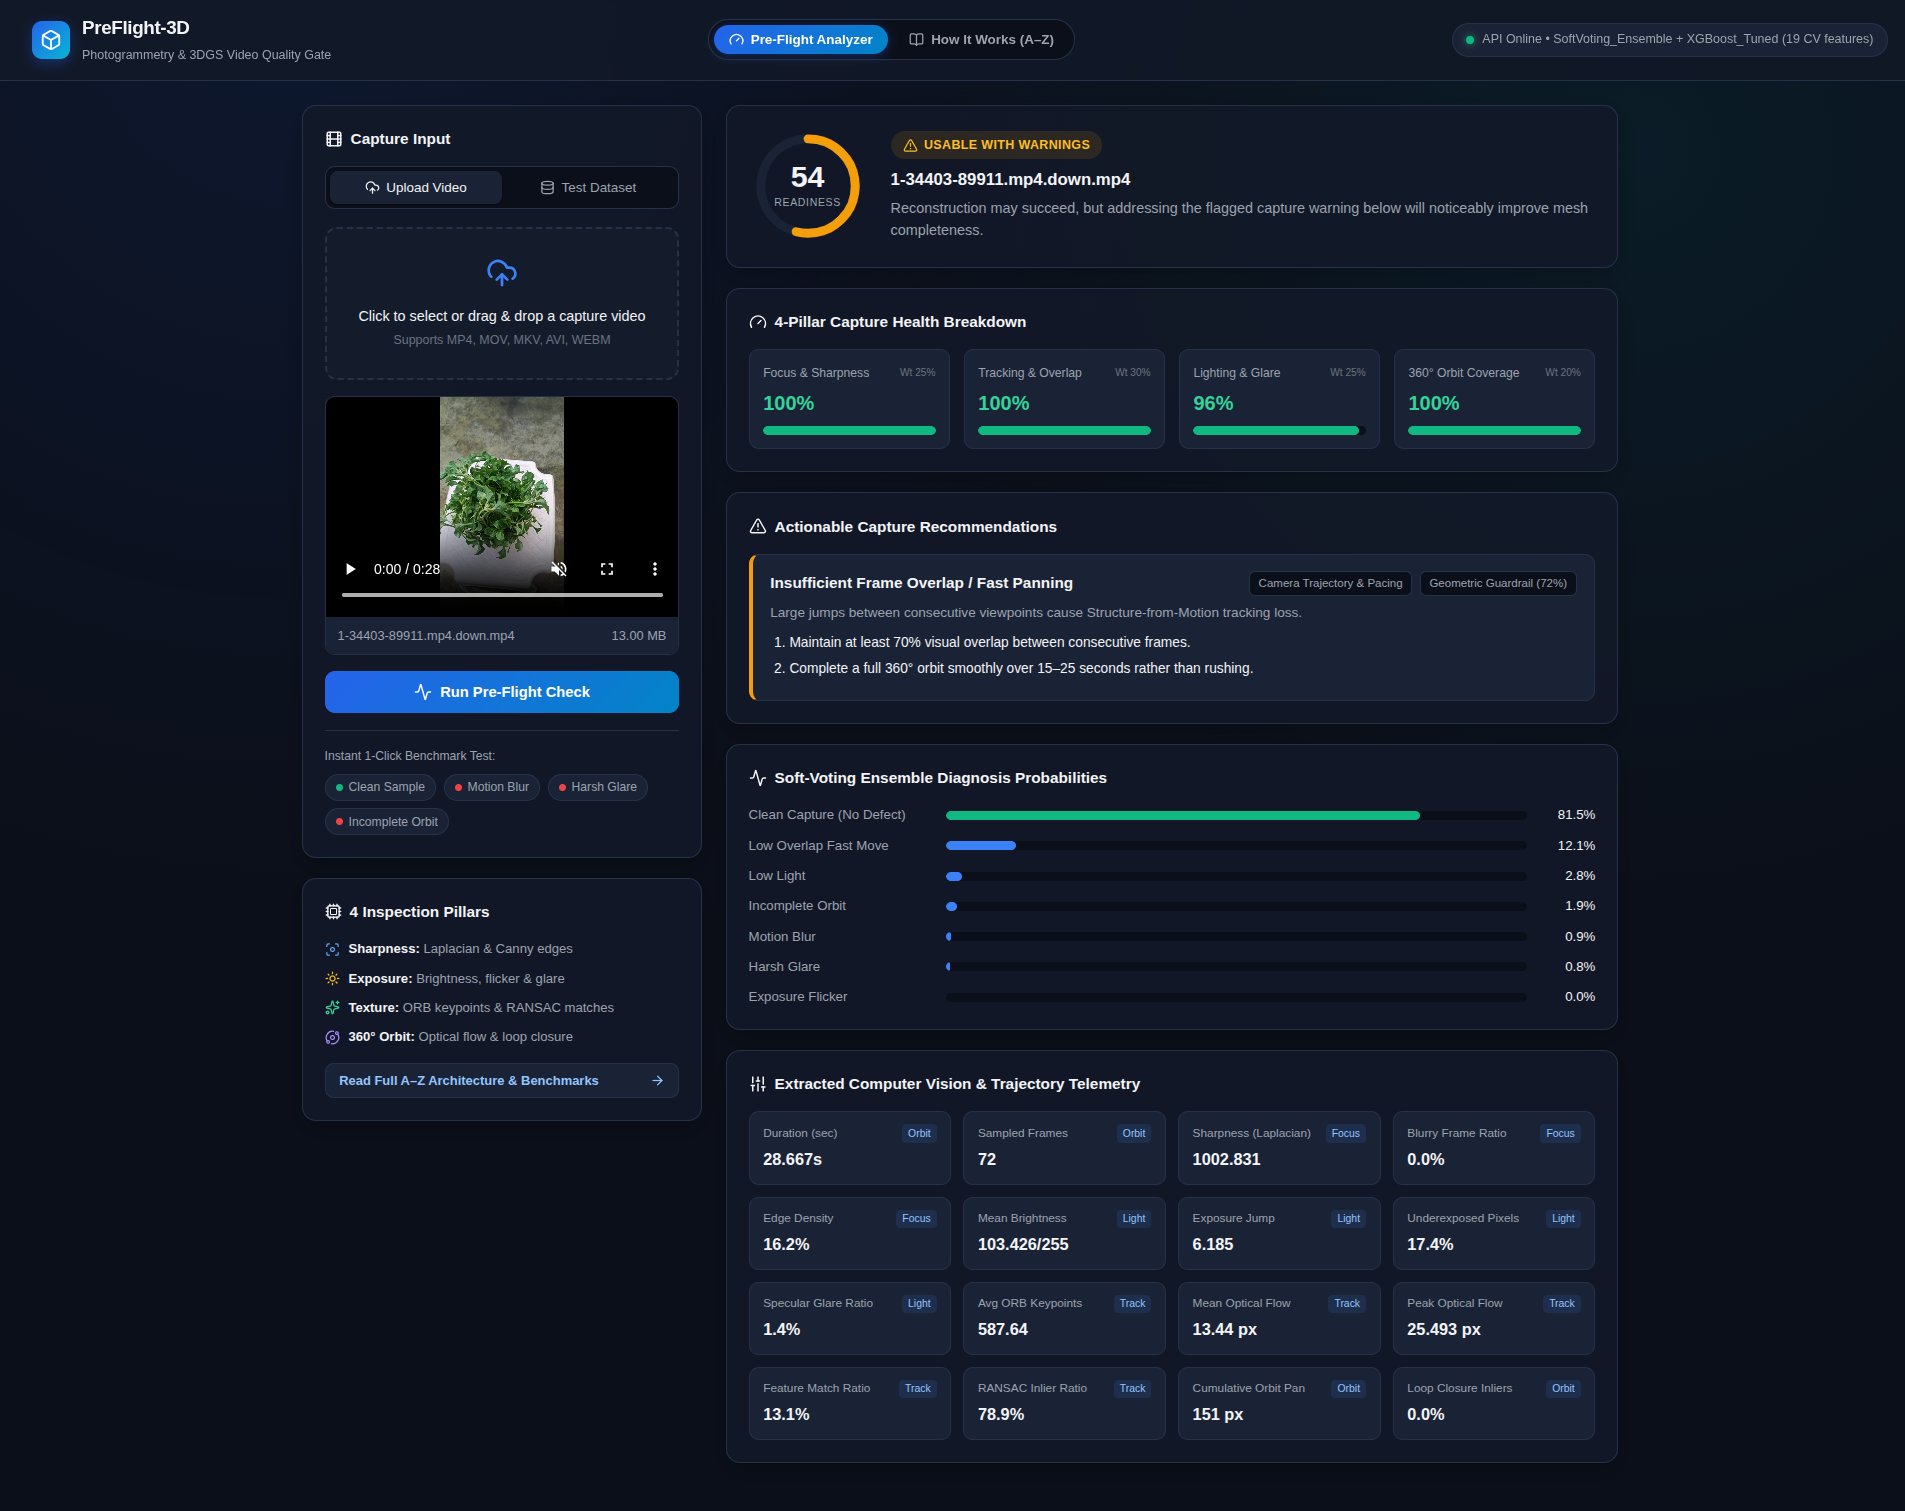 PreFlight-3D
Photogrammetry & 3DGS Video Quality Gate
Pre-Flight Analyzer
How It Works (A–Z)
API Online • SoftVoting_Ensemble + XGBoost_Tuned (19 CV features)
Capture Input
Upload Video
Test Dataset
Click to select or drag & drop a capture video
Supports MP4, MOV, MKV, AVI, WEBM
0:00 / 0:28
1-34403-89911.mp4.down.mp4
13.00 MB
Run Pre-Flight Check
Instant 1-Click Benchmark Test:
Clean Sample
Motion Blur
Harsh Glare
Incomplete Orbit
4 Inspection Pillars
Sharpness: Laplacian & Canny edges
Exposure: Brightness, flicker & glare
Texture: ORB keypoints & RANSAC matches
360° Orbit: Optical flow & loop closure
Read Full A–Z Architecture & Benchmarks
54
READINESS
USABLE WITH WARNINGS
1-34403-89911.mp4.down.mp4
Reconstruction may succeed, but addressing the flagged capture warning below will noticeably improve mesh
completeness.
4-Pillar Capture Health Breakdown
Focus & Sharpness
Wt 25%
100%
Tracking & Overlap
Wt 30%
100%
Lighting & Glare
Wt 25%
96%
360° Orbit Coverage
Wt 20%
100%
Actionable Capture Recommendations
Insufficient Frame Overlap / Fast Panning
Camera Trajectory & Pacing
Geometric Guardrail (72%)
Large jumps between consecutive viewpoints cause Structure-from-Motion tracking loss.
1. Maintain at least 70% visual overlap between consecutive frames.
2. Complete a full 360° orbit smoothly over 15–25 seconds rather than rushing.
Soft-Voting Ensemble Diagnosis Probabilities
Clean Capture (No Defect)
81.5%
Low Overlap Fast Move
12.1%
Low Light
2.8%
Incomplete Orbit
1.9%
Motion Blur
0.9%
Harsh Glare
0.8%
Exposure Flicker
0.0%
Extracted Computer Vision & Trajectory Telemetry
Duration (sec)
Orbit
28.667s
Sampled Frames
Orbit
72
Sharpness (Laplacian)
Focus
1002.831
Blurry Frame Ratio
Focus
0.0%
Edge Density
Focus
16.2%
Mean Brightness
Light
103.426/255
Exposure Jump
Light
6.185
Underexposed Pixels
Light
17.4%
Specular Glare Ratio
Light
1.4%
Avg ORB Keypoints
Track
587.64
Mean Optical Flow
Track
13.44 px
Peak Optical Flow
Track
25.493 px
Feature Match Ratio
Track
13.1%
RANSAC Inlier Ratio
Track
78.9%
Cumulative Orbit Pan
Orbit
151 px
Loop Closure Inliers
Orbit
0.0%